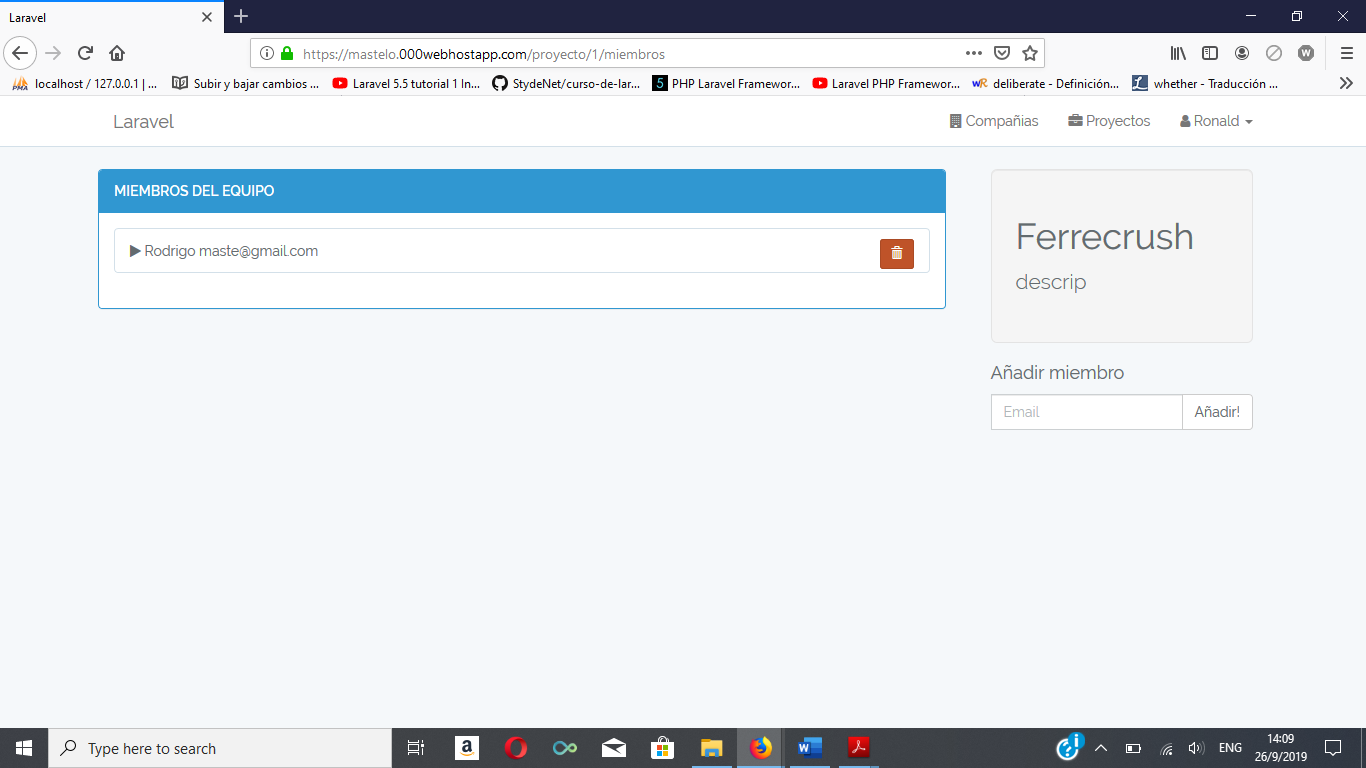 Laravel
https://mastelo.000webhostapp.com/proyecto/1/miembros
W
PMA localhost / 127.0.0.1 | ... Subir y bajar cambios ... Laravel 5.5 tutorial 1 In... StydeNet/curso-de-lar... 5 PHP Laravel Framewor... Laravel PHP Framewor... wR deliberate - Definición... L whether - Traducción ...
Laravel Compañias Proyectos Ronald
MIEMBROS DEL EQUIPO
Rodrigo maste@gmail.com
Ferrecrush
descrip
Añadir miembro
Email Añadir!
Type here to search a W ENG 14:09
26/9/2019